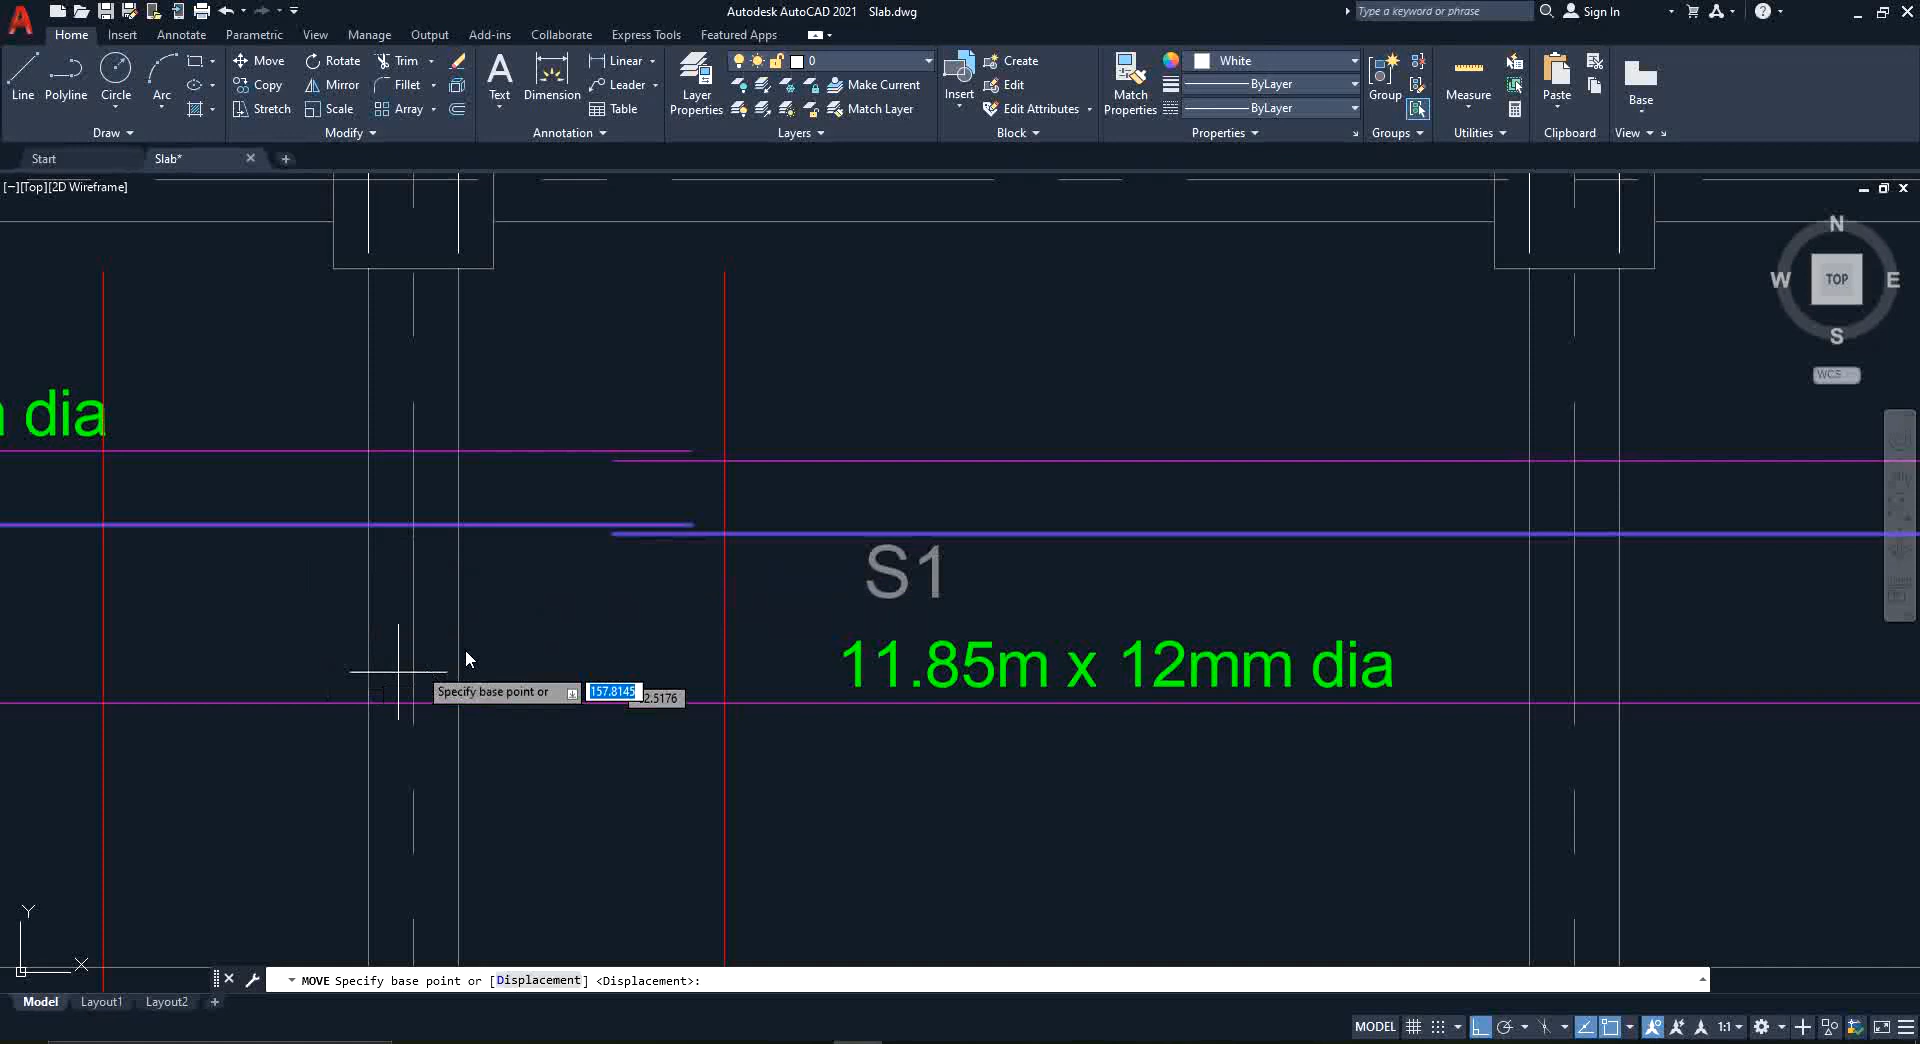 Autodesk AutoCAD 2021 Slab.dwg
Type a keyword or phrase
Sign In
Home Insert Annotate Parametric View Manage Output Add-ins Collaborate Express Tools Featured Apps
Line Polyline Circle Arc
Move Rotate Trim
Copy Mirror Fillet
Stretch Scale Array
Text Dimension
Linear
Leader
Table
Layer Properties
0
Make Current
Match Layer
Insert
Create
Edit
Edit Attributes
Match Properties
White
ByLayer
ByLayer
Group
Measure
Paste
Base
Draw Modify Annotation Layers Block Properties Groups Utilities Clipboard View
Start Slab*
[−][Top][2D Wireframe]
N
W TOP E
S
WCS
dia
S1
11.85m x 12mm dia
Specify base point or 157.8145 2.5176
Y
X
MOVE Specify base point or [Displacement] <Displacement>:
Model Layout1 Layout2
MODEL 1:1